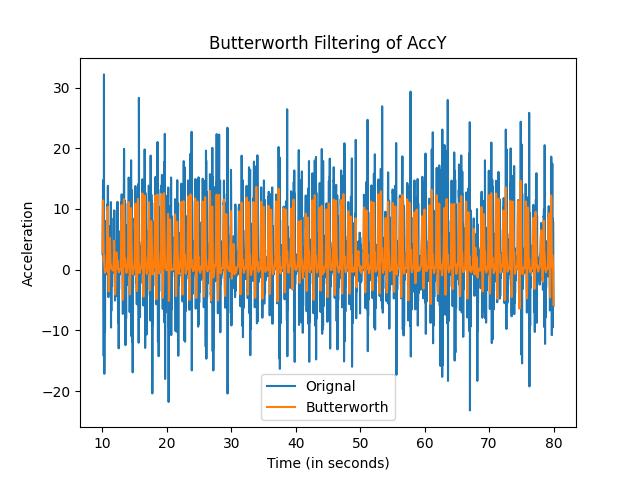 Butterworth Filtering of AccY
30
20
10
0
−10
−20
Acceleration
Orignal
Butterworth
10 20 30 40 50 60 70 80
Time (in seconds)